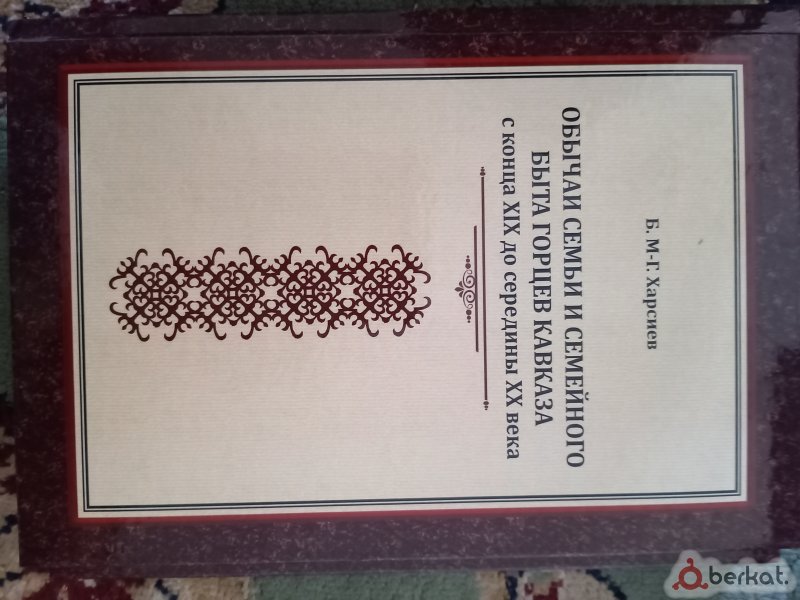 Б. М-Г. Харсиев
ОБЫЧАИ СЕМЬИ И СЕМЕЙНОГО
БЫТА ГОРЦЕВ КАВКАЗА
с конца XIX до середины XX века
berkat.